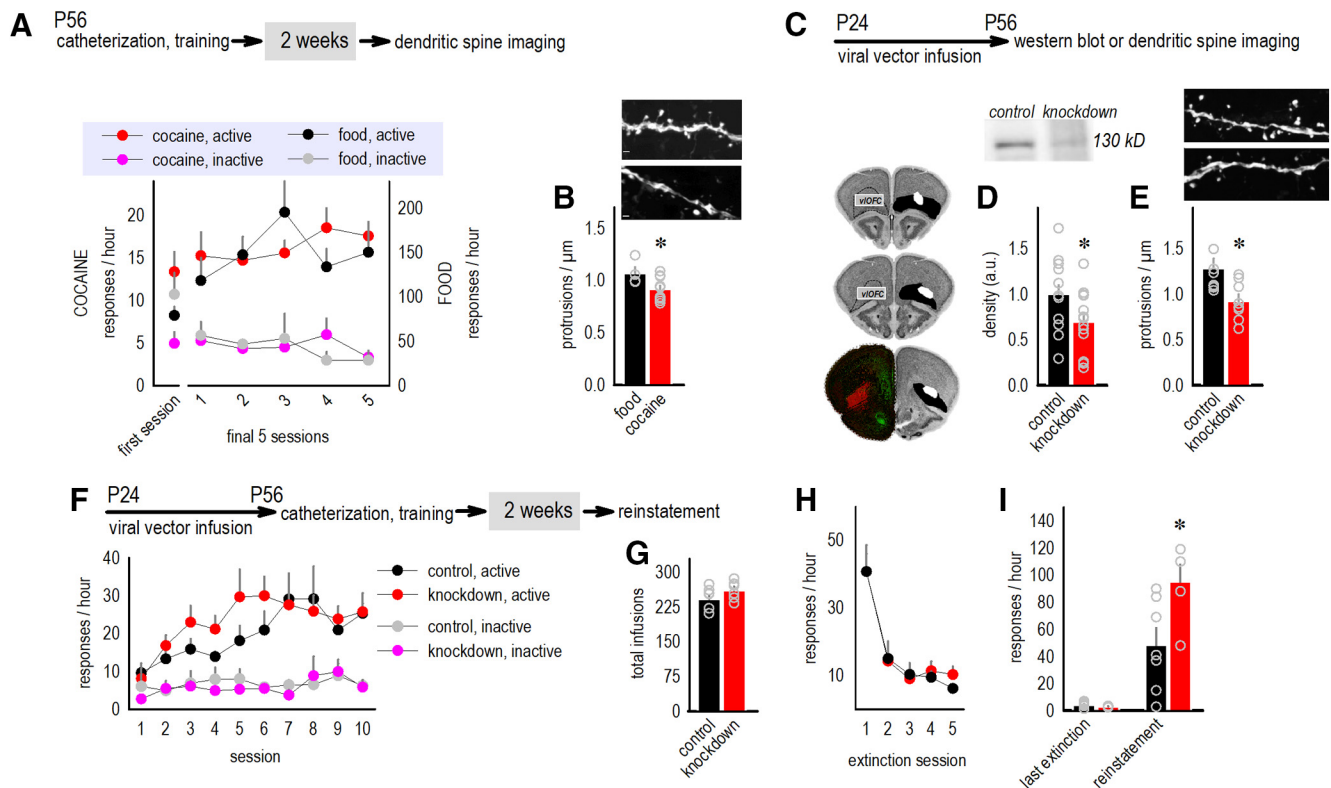 A
P56
catheterization, training
2 weeks
dendritic spine imaging
cocaine, active
food, active
cocaine, inactive
food, inactive
COCAINE
responses / hour
20
15
10
5
0
200
150
100
50
0
FOOD
responses / hour
first session
1
2
3
4
5
final 5 sessions
B
protrusions / µm
1.5
1.0
0.5
0.0
*
food
cocaine
C
P24
P56
viral vector infusion
western blot or dendritic spine imaging
control
knockdown
130 kD
vlOFC
vlOFC
D
density (a.u.)
1.5
1.0
0.5
0.0
*
control
knockdown
E
protrusions / µm
1.5
1.0
0.5
0.0
*
control
knockdown
F
P24
P56
viral vector infusion
catheterization, training
2 weeks
reinstatement
responses / hour
40
30
20
10
0
1
2
3
4
5
6
7
8
9
10
session
control, active
knockdown, active
control, inactive
knockdown, inactive
G
total infusions
300
225
150
75
0
control
knockdown
H
responses / hour
50
30
10
1
2
3
4
5
extinction session
I
responses / hour
140
120
100
80
60
40
20
0
*
last extinction
reinstatement